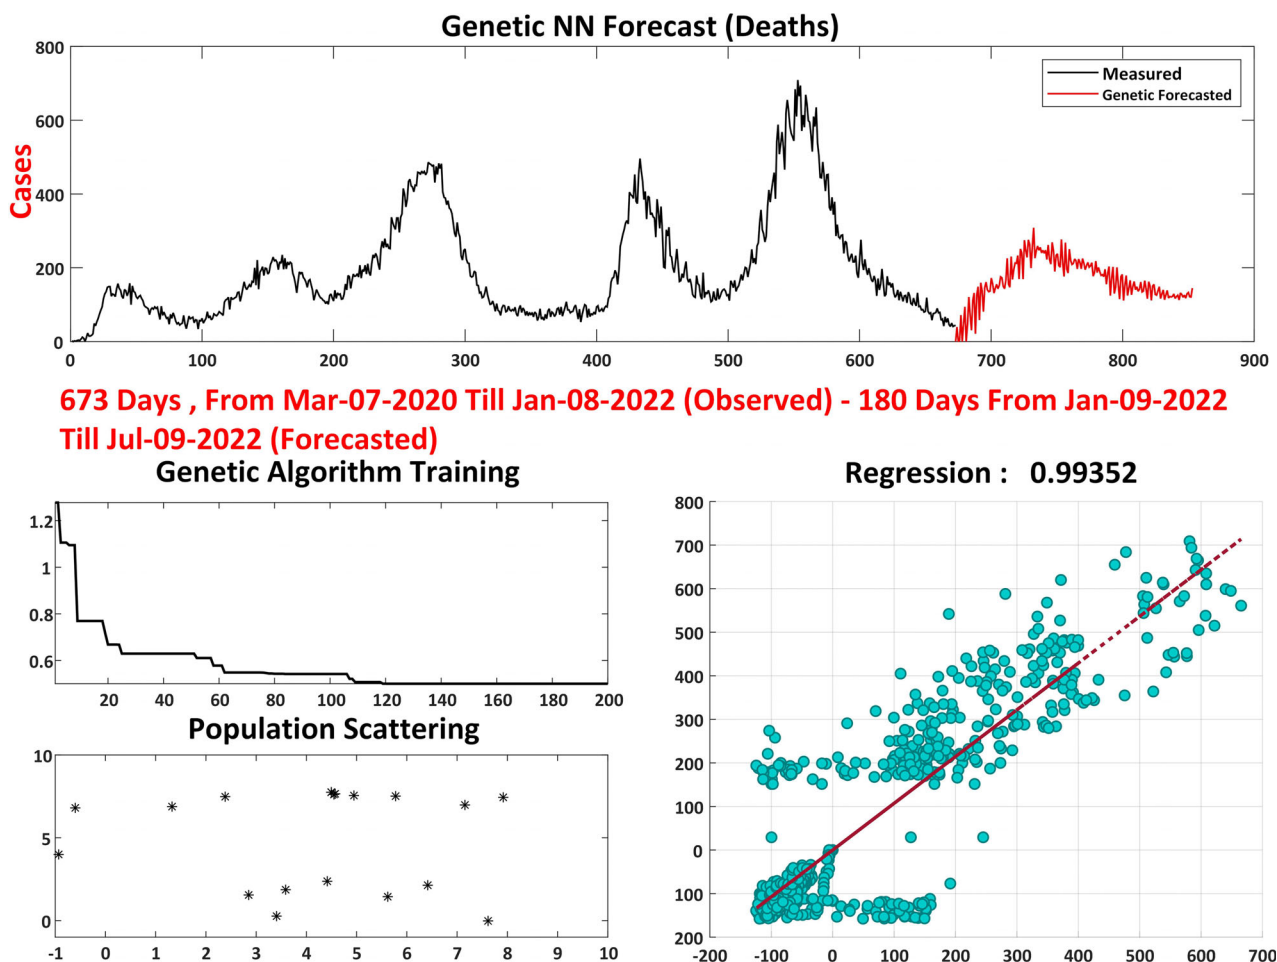 Genetic NN Forecast (Deaths)
800
600
400
200
0
Cases
Measured
Genetic Forecasted
0 100 200 300 400 500 600 700 800 900
673 Days , From Mar-07-2020 Till Jan-08-2022 (Observed) - 180 Days From Jan-09-2022
Till Jul-09-2022 (Forecasted)
Genetic Algorithm Training
1.2
1
0.8
0.6
20 40 60 80 100 120 140 160 180 200
Population Scattering
10
5
0
-1 0 1 2 3 4 5 6 7 8 9 10
Regression : 0.99352
800
700
600
500
400
300
200
100
0
100
200
-200 -100 0 100 200 300 400 500 600 700